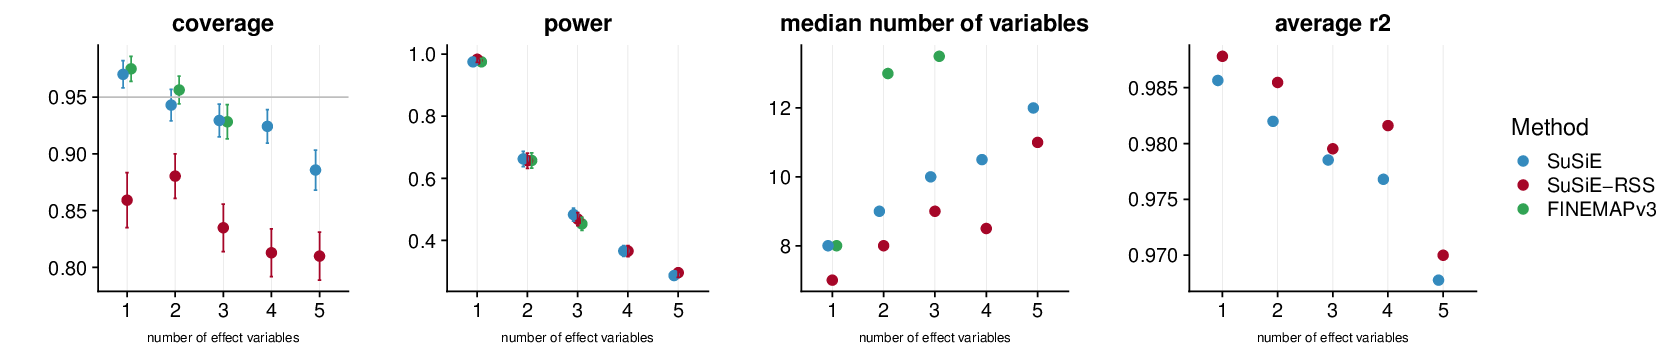 coverage
0.95
0.90
0.85
0.80
1 2 3 4 5
number of effect variables
power
1.0
0.8
0.6
0.4
1 2 3 4 5
number of effect variables
median number of variables
12
10
8
1 2 3 4 5
number of effect variables
average r2
0.985
0.980
0.975
0.970
1 2 3 4 5
number of effect variables
Method
SuSiE
SuSiE−RSS
FINEMAPv3